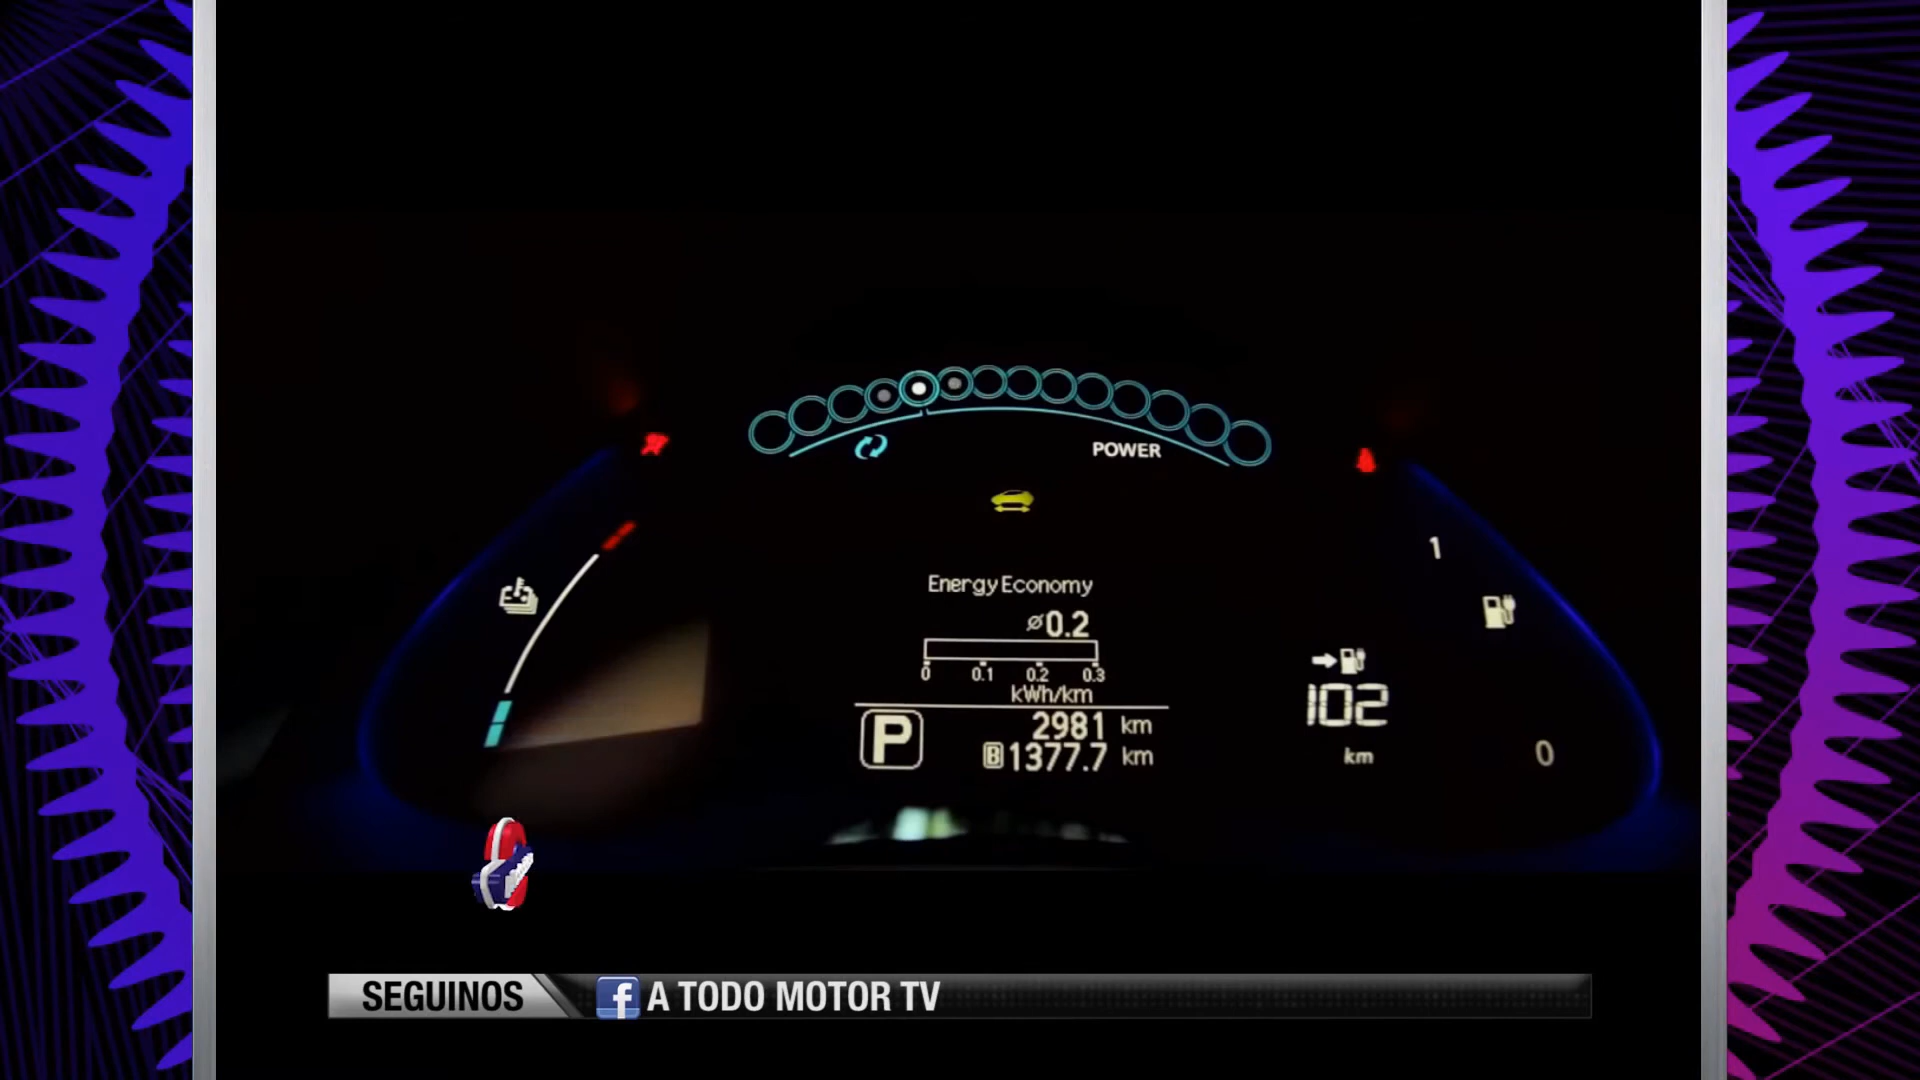 POWER
1
Energy Economy
⌀0.2
0 0.1 0.2 0.3
kWh/km
P
2981 km
B 1377.7 km
102
km
0
SEGUINOS
f A TODO MOTOR TV